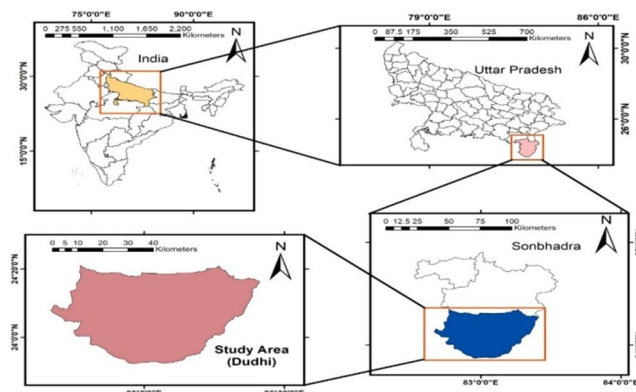 75°0'0"E 90°0'0"E
0 275 550 1,100 1,650 2,200
Kilometers
N
India
30°0'0"N
15°0'0"N
79°0'0"E 86°0'0"E
0 87.5 175 350 525 700
Kilometers
N
Uttar Pradesh
30°0'0"N
25°0'0"N
0 5 10 20 30 40
Kilometers
N
24°20'N
24°0'N
Study Area
(Dudhi)
0 12.5 25 50 75 100
Kilometers
N
Sonbhadra
83°0'0"E 84°0'0"E